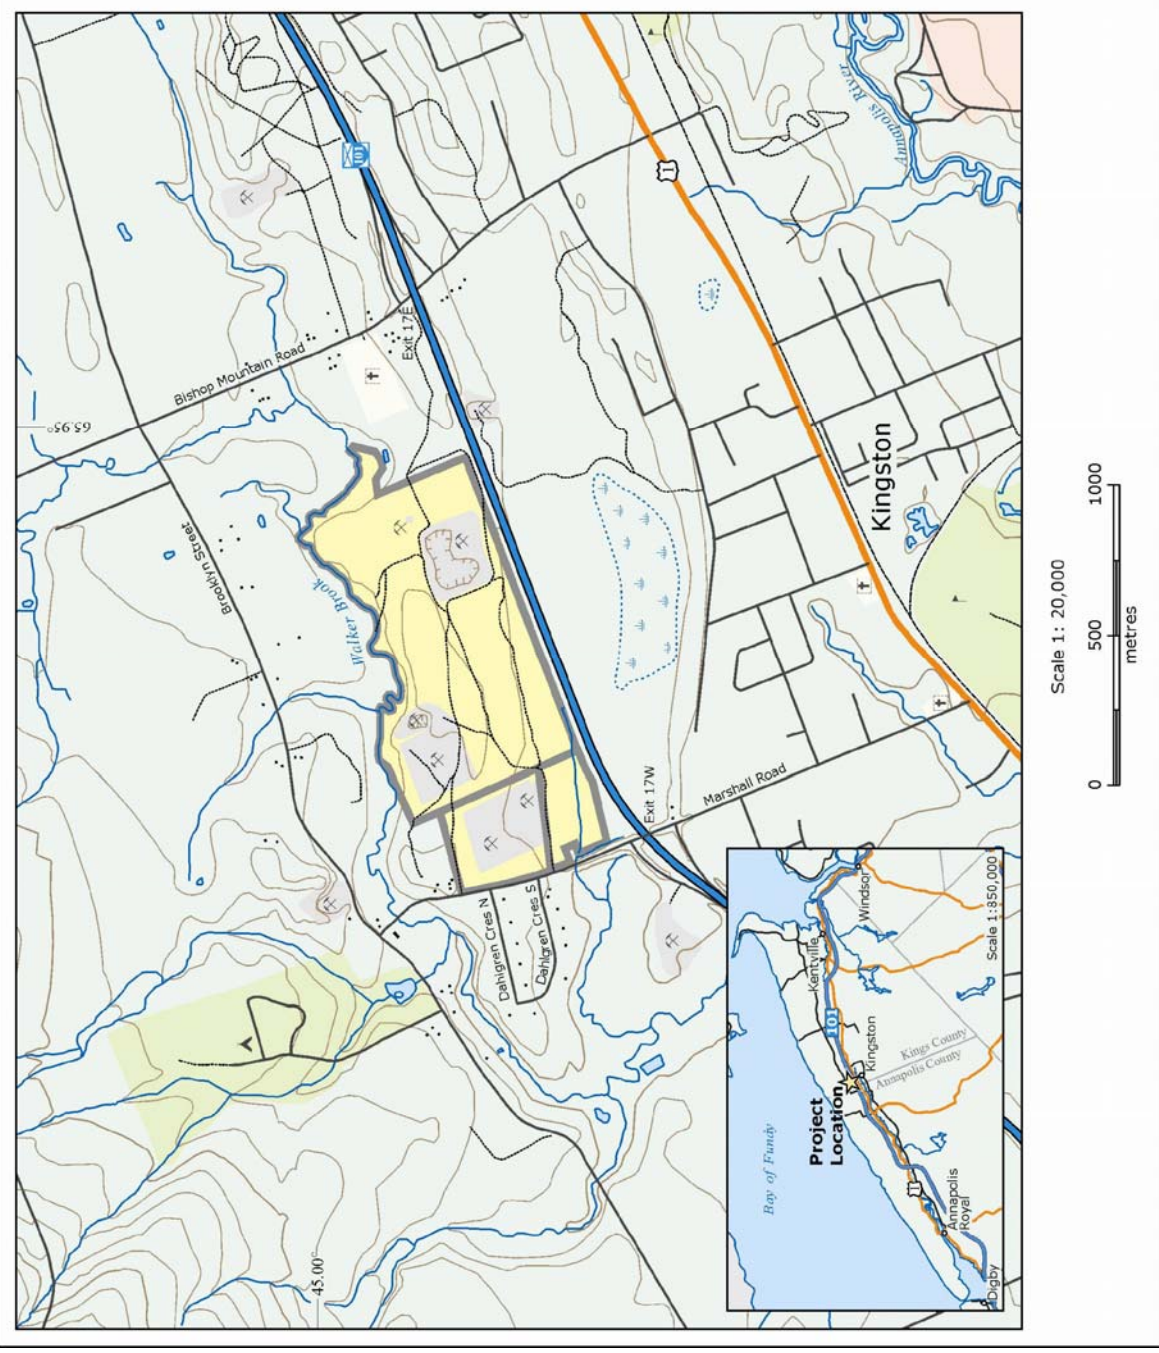 101
1
Annapolis River
Bishop Mountain Road
Exit 17E
65.95°
Brooklyn Street
Walker Brook
Kingston
Exit 17W
Marshall Road
Dahlgren Cres N
Dahlgren Cres S
45.00°
Scale 1: 20,000
0
500
1000
metres
Bay of Fundy
Project
Location
101
Kentville
Windsor
Kingston
Kings County
Annapolis County
1
Annapolis
Royal
Digby
Scale 1:850,000